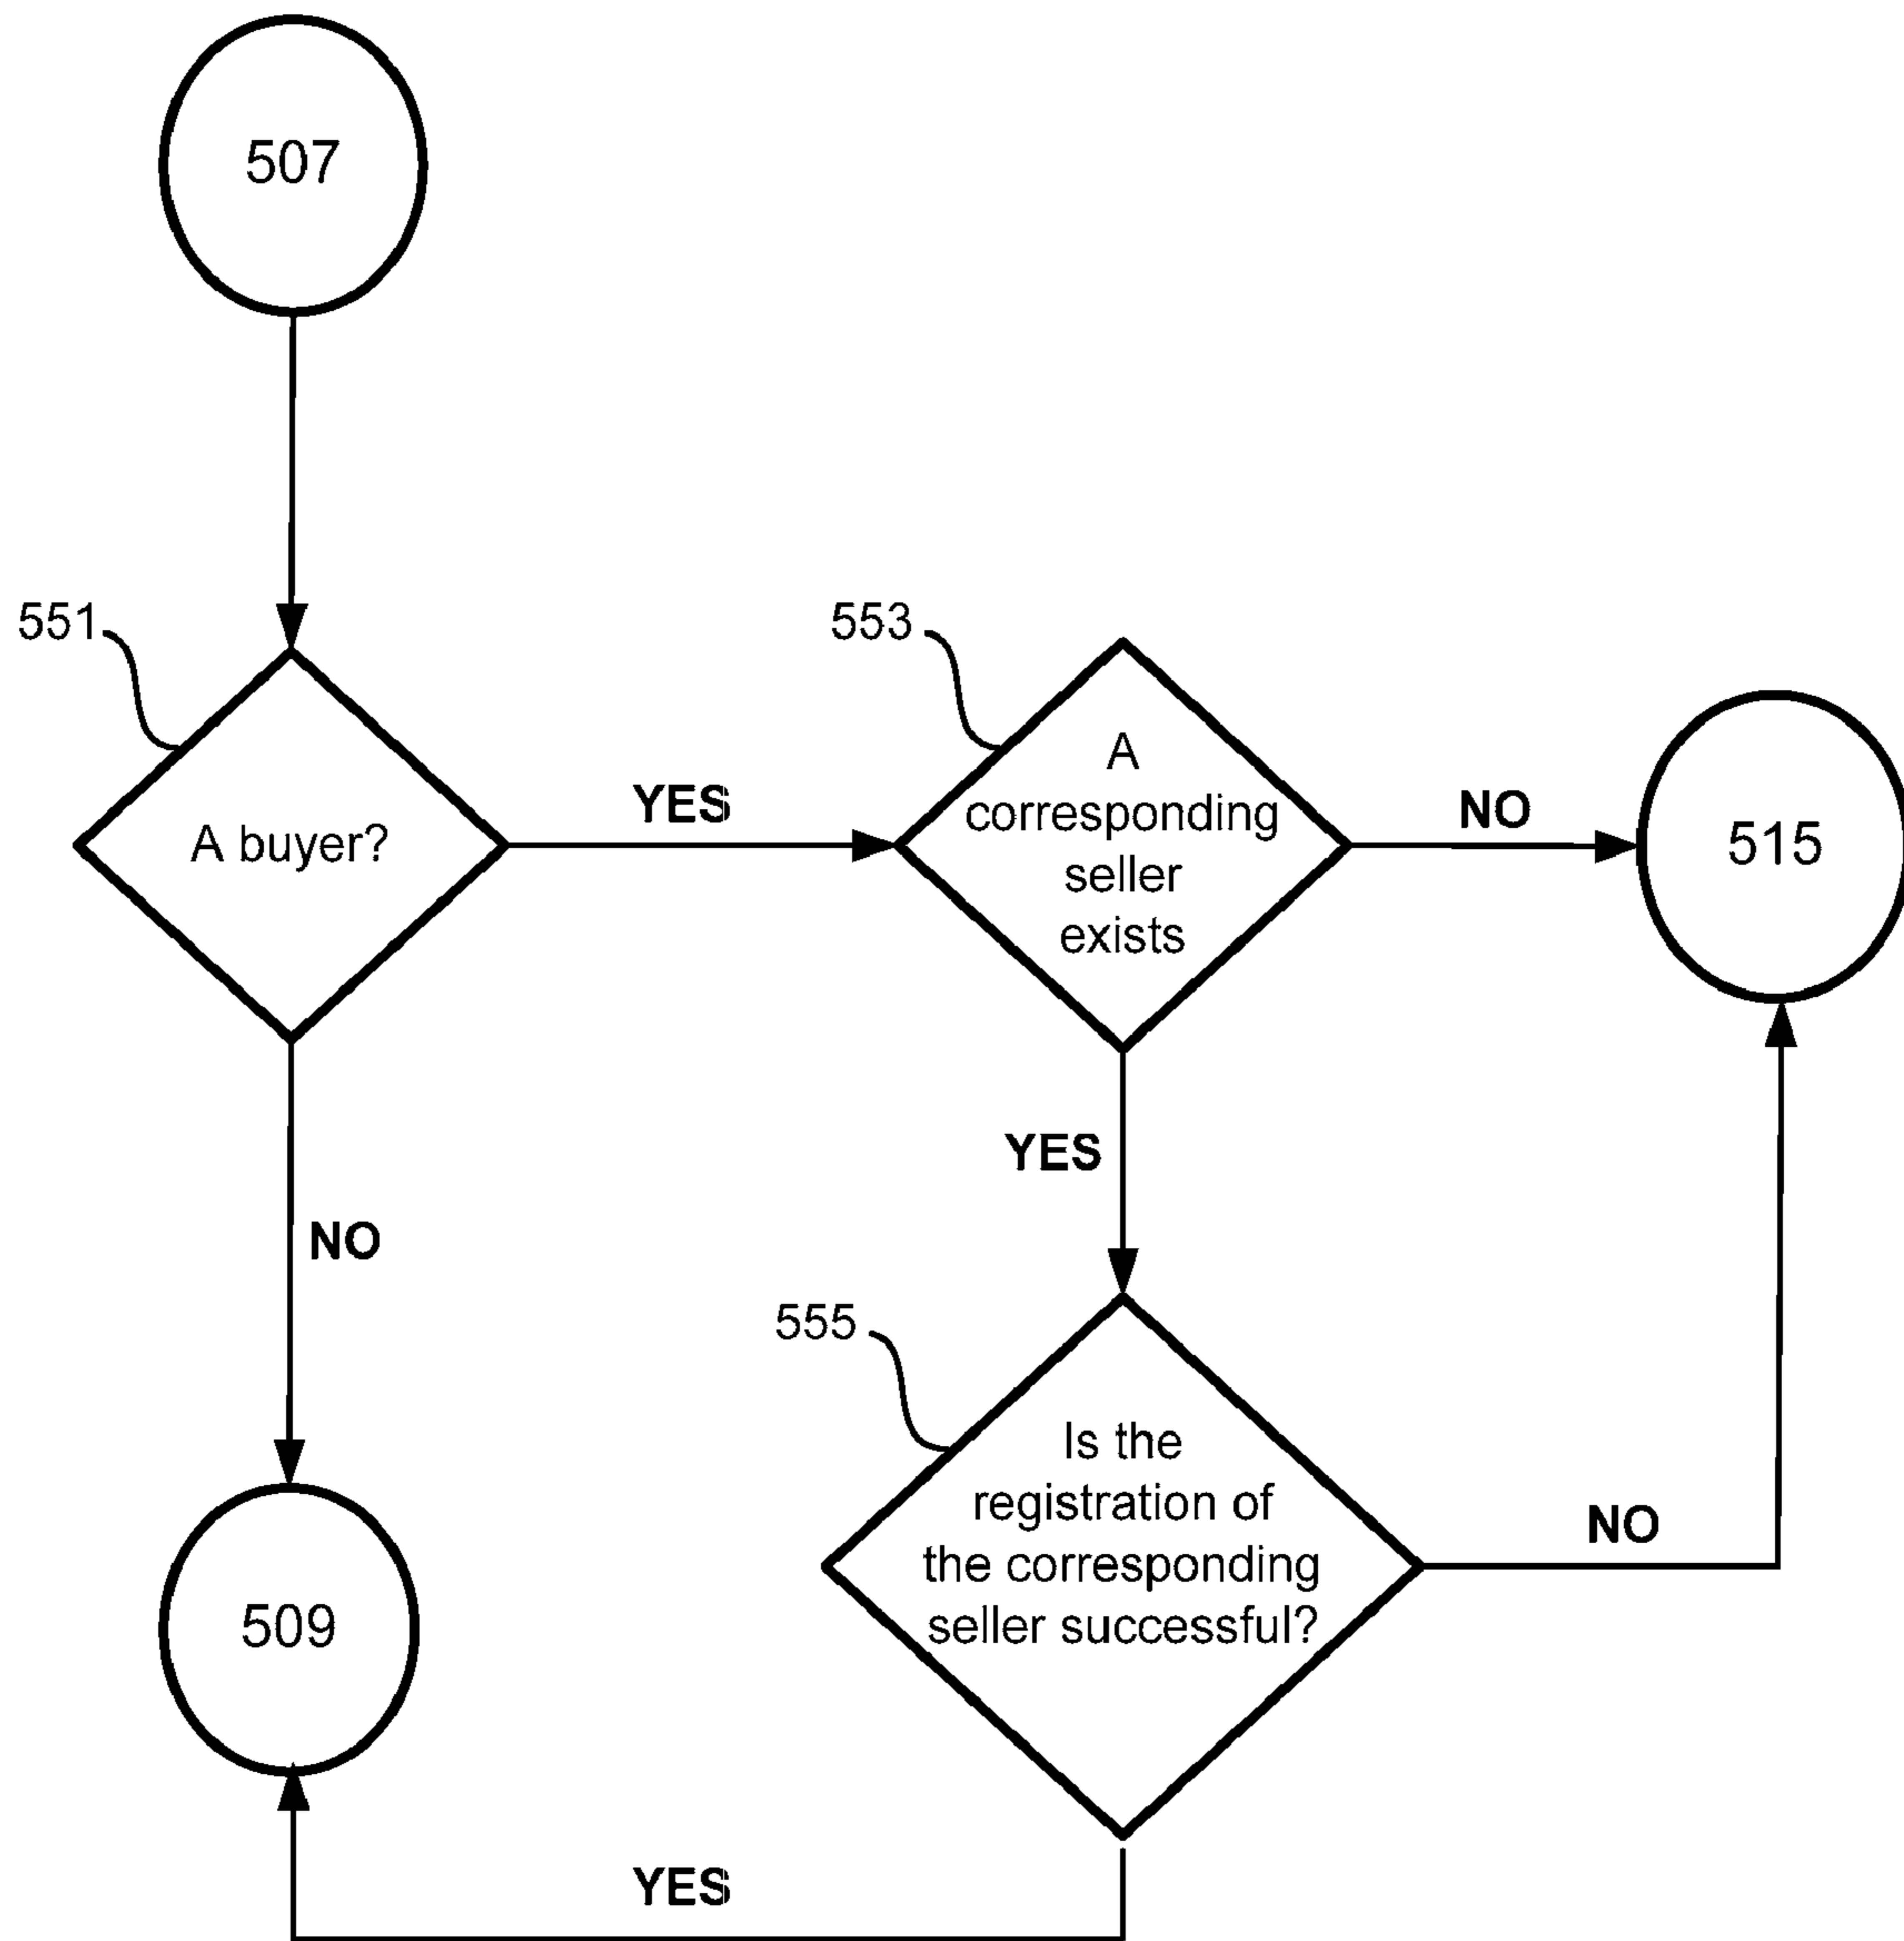 507
551
A buyer?
YES
553
A
corresponding
seller
exists
NO
515
NO
YES
555
Is the
registration of
the corresponding
seller successful?
NO
509
YES